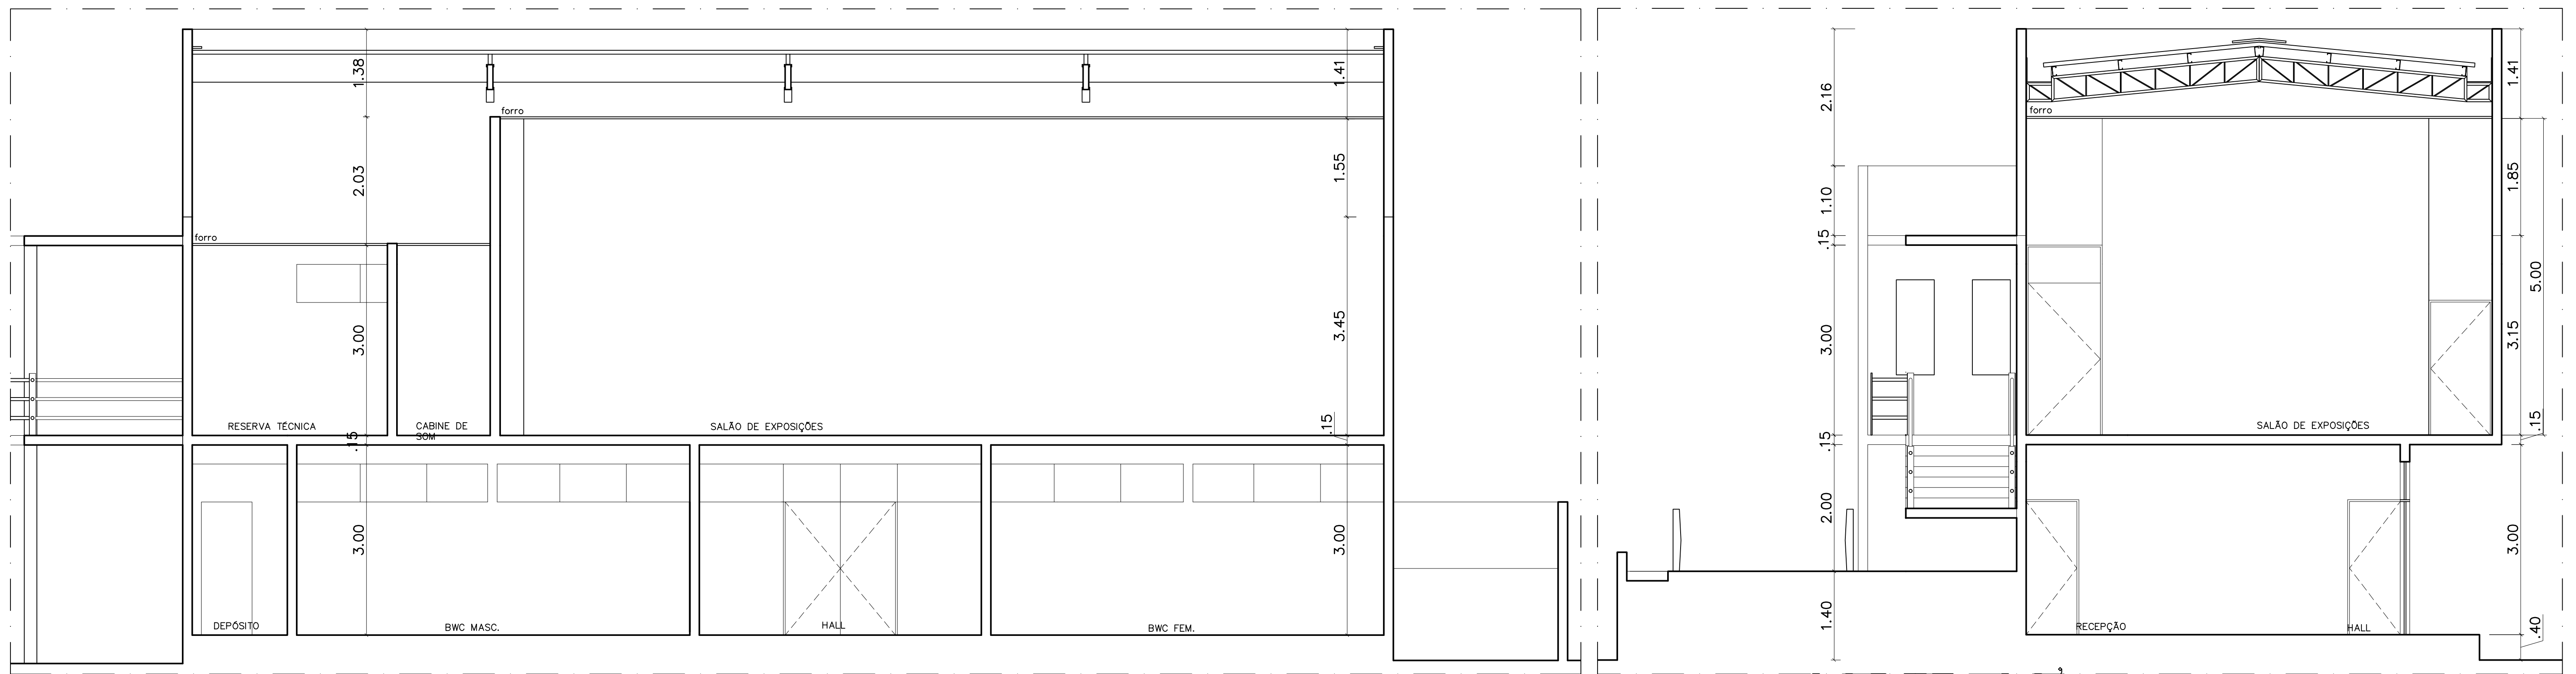 1.38
2.03
3.00
.15
3.00
forro
forro
RESERVA TÉCNICA
CABINE DE
SOM
SALÃO DE EXPOSIÇÕES
1.41
1.55
3.45
.15
3.00
DEPÓSITO
BWC MASC.
HALL
BWC FEM.
2.16
1.10
.15
3.00
.15
2.00
1.40
forro
SALÃO DE EXPOSIÇÕES
RECEPÇÃO
HALL
1.41
1.85
3.15
5.00
.15
3.00
.40
9